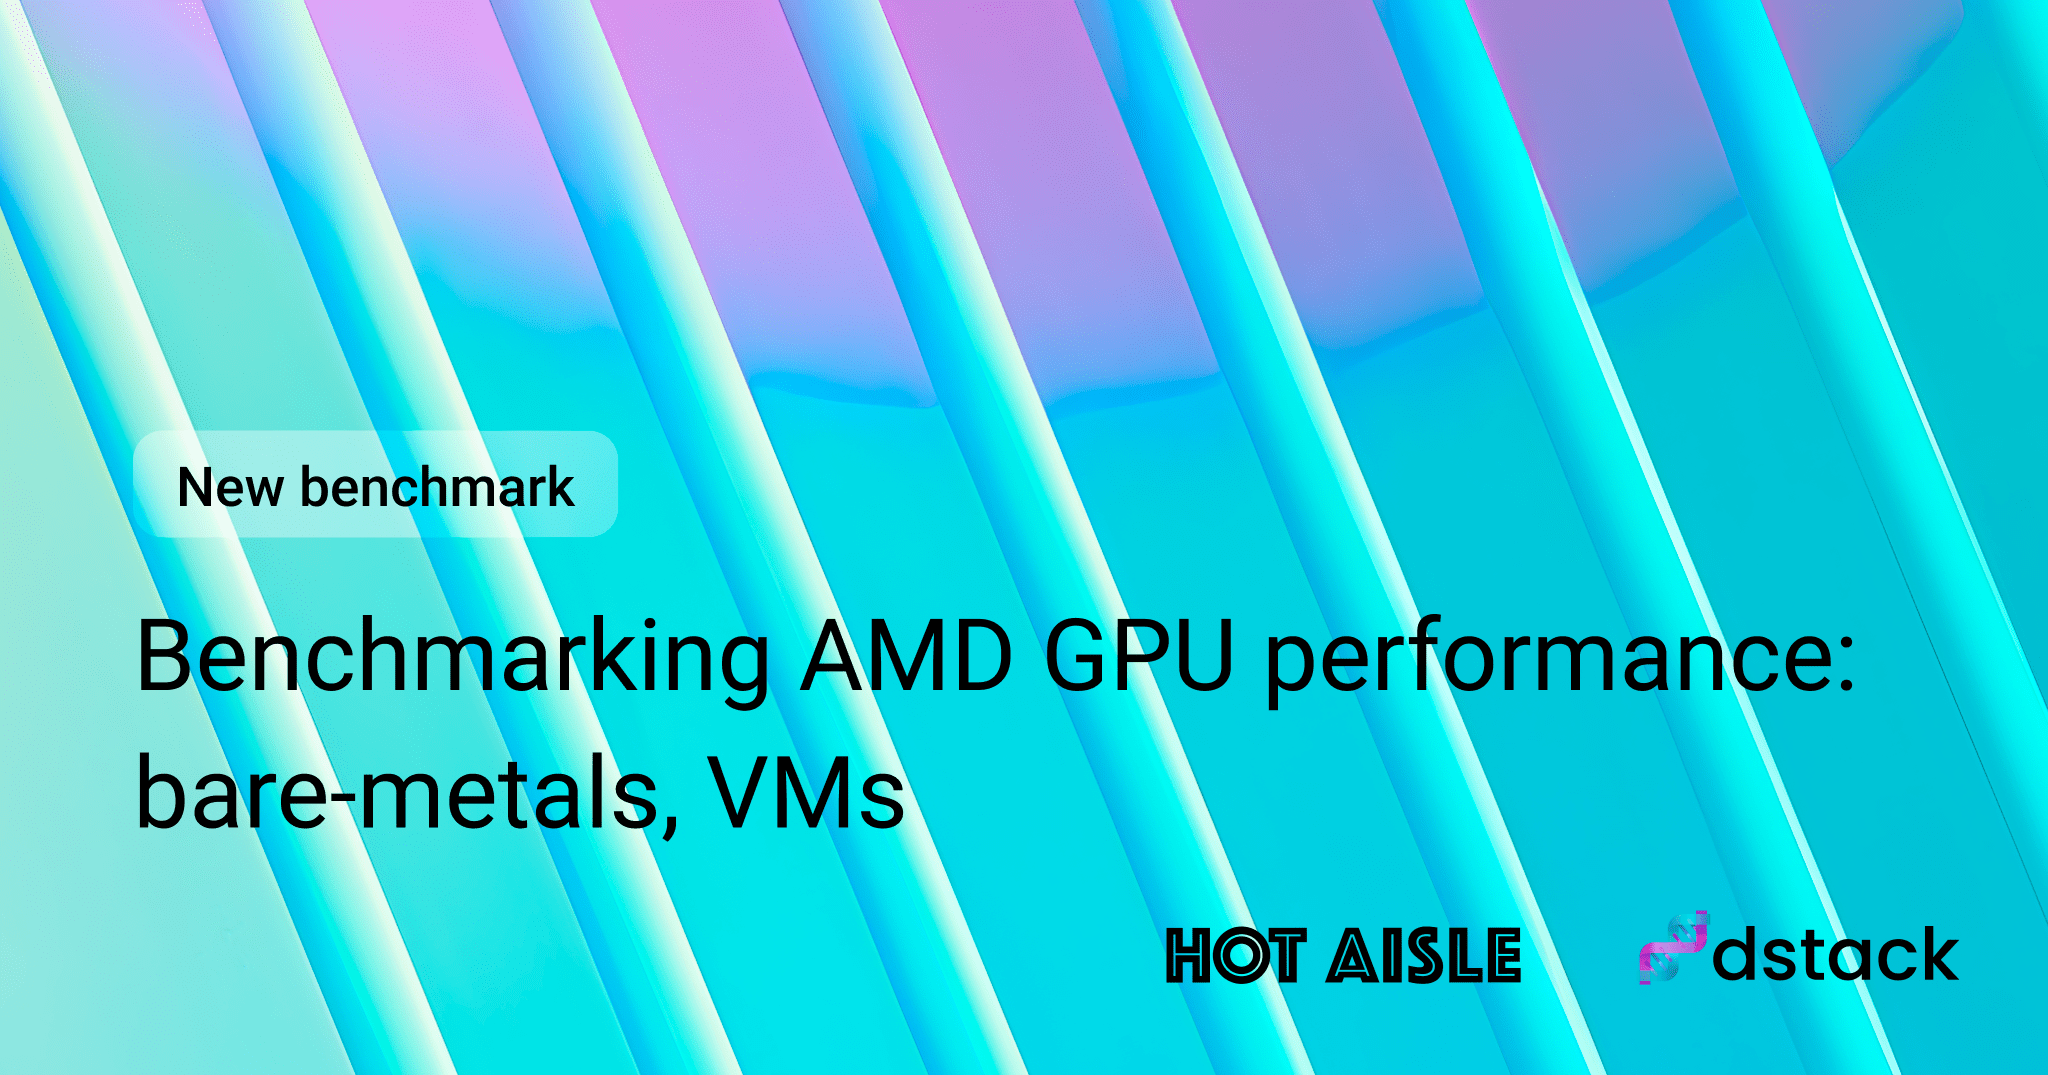 New benchmark
Benchmarking AMD GPU performance:
bare-metals, VMs
HOT AISLE
dstack